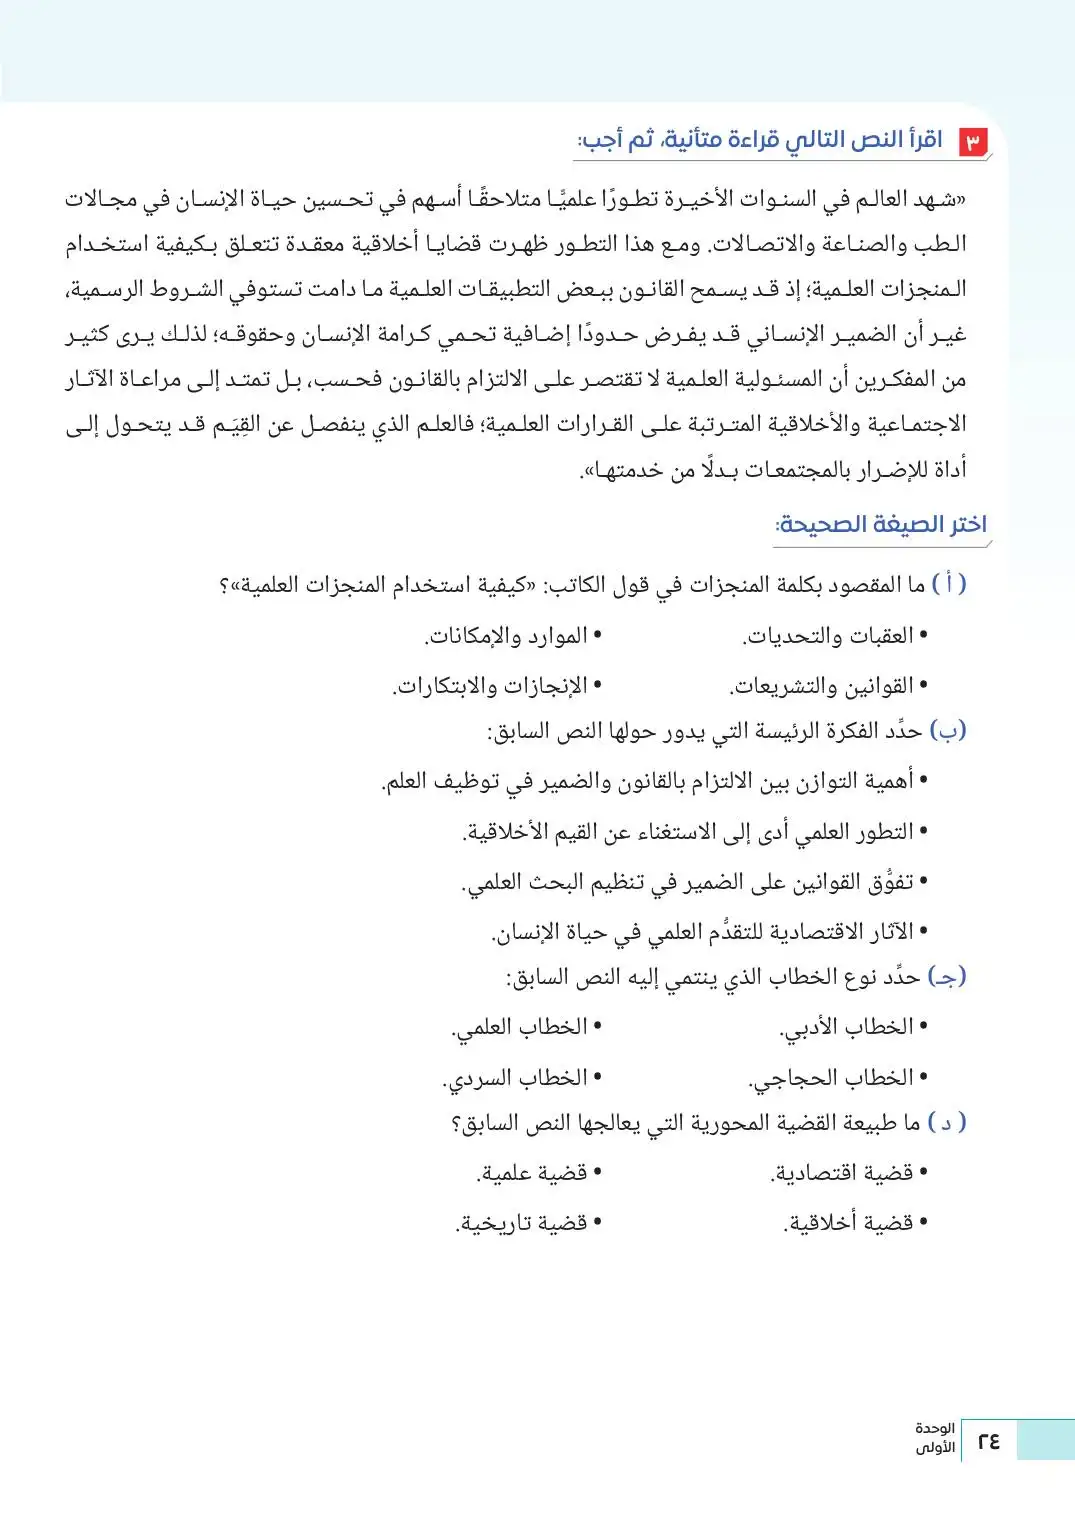 ٣ اقرأ النص التالي قراءة متأنية، ثم أجب:
«شهد العالم في السنوات الأخيرة تطورًا علميًّا متلاحقًا أسهم في تحسين حياة الإنسان في مجالات
الطب والصناعة والاتصالات. ومع هذا التطور ظهرت قضايا أخلاقية معقدة تتعلق بكيفية استخدام
المنجزات العلمية؛ إذ قد يسمح القانون ببعض التطبيقات العلمية ما دامت تستوفي الشروط الرسمية،
غير أن الضمير الإنساني قد يفرض حدودًا إضافية تحمي كرامة الإنسان وحقوقه؛ لذلك يرى كثير
من المفكرين أن المسئولية العلمية لا تقتصر على الالتزام بالقانون فحسب، بل تمتد إلى مراعاة الآثار
الاجتماعية والأخلاقية المترتبة على القرارات العلمية؛ فالعلم الذي ينفصل عن القِيَم قد يتحول إلى
أداة للإضرار بالمجتمعات بدلًا من خدمتها».
اختر الصيغة الصحيحة:
( أ ) ما المقصود بكلمة المنجزات في قول الكاتب: «كيفية استخدام المنجزات العلمية»؟
• العقبات والتحديات. • الموارد والإمكانات.
• القوانين والتشريعات. • الإنجازات والابتكارات.
(ب) حدِّد الفكرة الرئيسة التي يدور حولها النص السابق:
• أهمية التوازن بين الالتزام بالقانون والضمير في توظيف العلم.
• التطور العلمي أدى إلى الاستغناء عن القيم الأخلاقية.
• تفوُّق القوانين على الضمير في تنظيم البحث العلمي.
• الآثار الاقتصادية للتقدُّم العلمي في حياة الإنسان.
(جـ) حدِّد نوع الخطاب الذي ينتمي إليه النص السابق:
• الخطاب الأدبي. • الخطاب العلمي.
• الخطاب الحجاجي. • الخطاب السردي.
( د ) ما طبيعة القضية المحورية التي يعالجها النص السابق؟
• قضية اقتصادية. • قضية علمية.
• قضية أخلاقية. • قضية تاريخية.
٢٤
الوحدة
الأولى